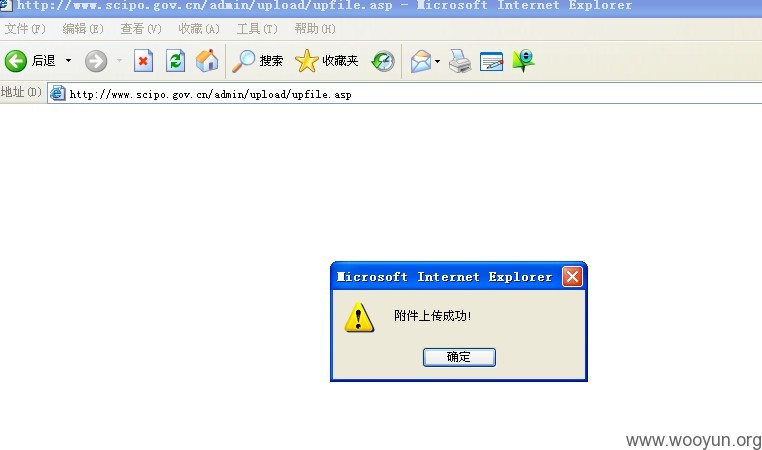 http://www.scipo.gov.cn/admin/upload/upfile.asp - Microsoft Internet Explorer
文件(F) 编辑(E) 查看(V) 收藏(A) 工具(T) 帮助(H)
后退 搜索 收藏夹
地址(D) http://www.scipo.gov.cn/admin/upload/upfile.asp
Microsoft Internet Explorer
附件上传成功!
确定
www.wooyun.org